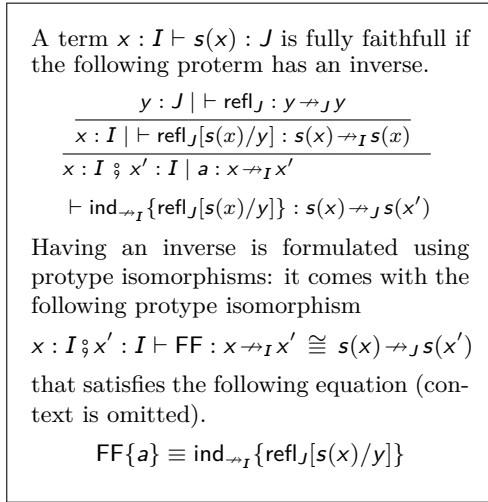 A term x : I ⊢ s(x) : J is fully faithfull if
the following proterm has an inverse.
y : J | ⊢ refl_J : y ⇸_J y
x : I | ⊢ refl_J[s(x)/y] : s(x) ⇸_I s(x)
x : I ⨟ x′ : I | a : x ⇸_I x′
⊢ ind_{⇸_I}{refl_J[s(x)/y]} : s(x) ⇸_J s(x′)
Having an inverse is formulated using
protype isomorphisms: it comes with the
following protype isomorphism
x : I ⨟ x′ : I ⊢ FF : x ⇸_I x′ ≅ s(x) ⇸_J s(x′)
that satisfies the following equation (con-
text is omitted).
FF{a} ≡ ind_{⇸_I}{refl_J[s(x)/y]}